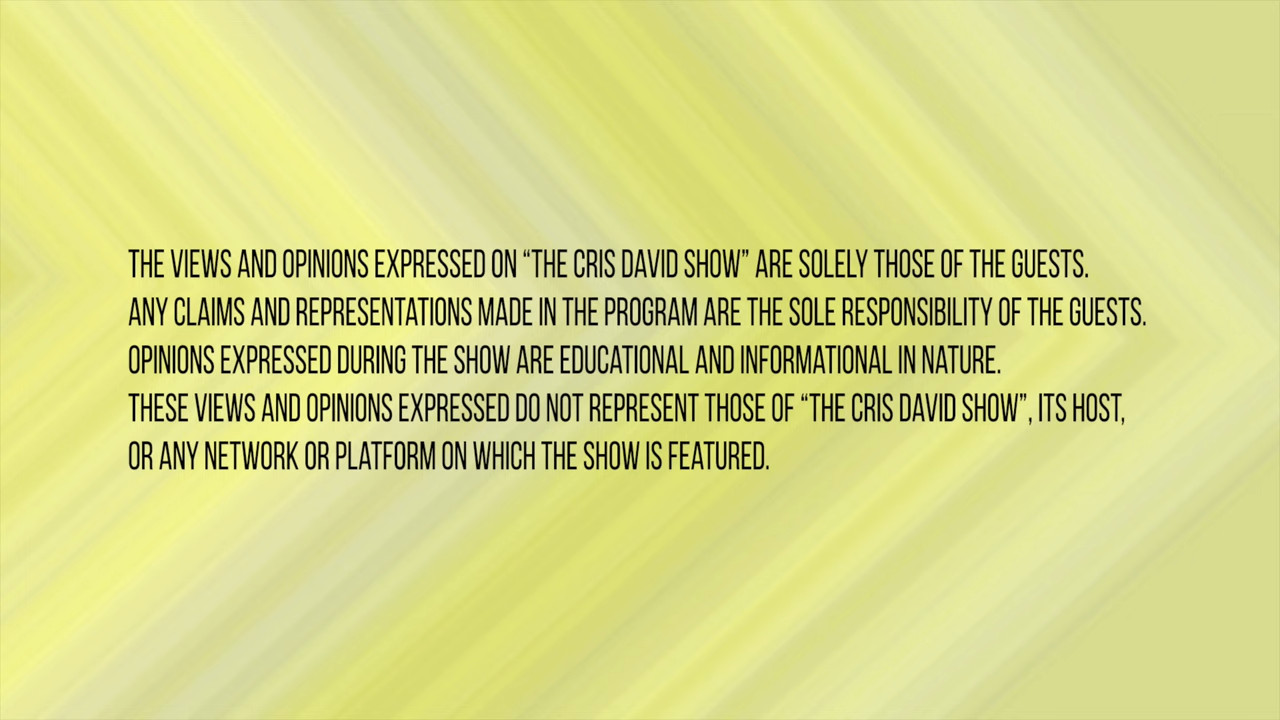 THE VIEWS AND OPINIONS EXPRESSED ON “THE CRIS DAVID SHOW” ARE SOLELY THOSE OF THE GUESTS.
ANY CLAIMS AND REPRESENTATIONS MADE IN THE PROGRAM ARE THE SOLE RESPONSIBILITY OF THE GUESTS.
OPINIONS EXPRESSED DURING THE SHOW ARE EDUCATIONAL AND INFORMATIONAL IN NATURE.
THESE VIEWS AND OPINIONS EXPRESSED DO NOT REPRESENT THOSE OF “THE CRIS DAVID SHOW”, ITS HOST,
OR ANY NETWORK OR PLATFORM ON WHICH THE SHOW IS FEATURED.